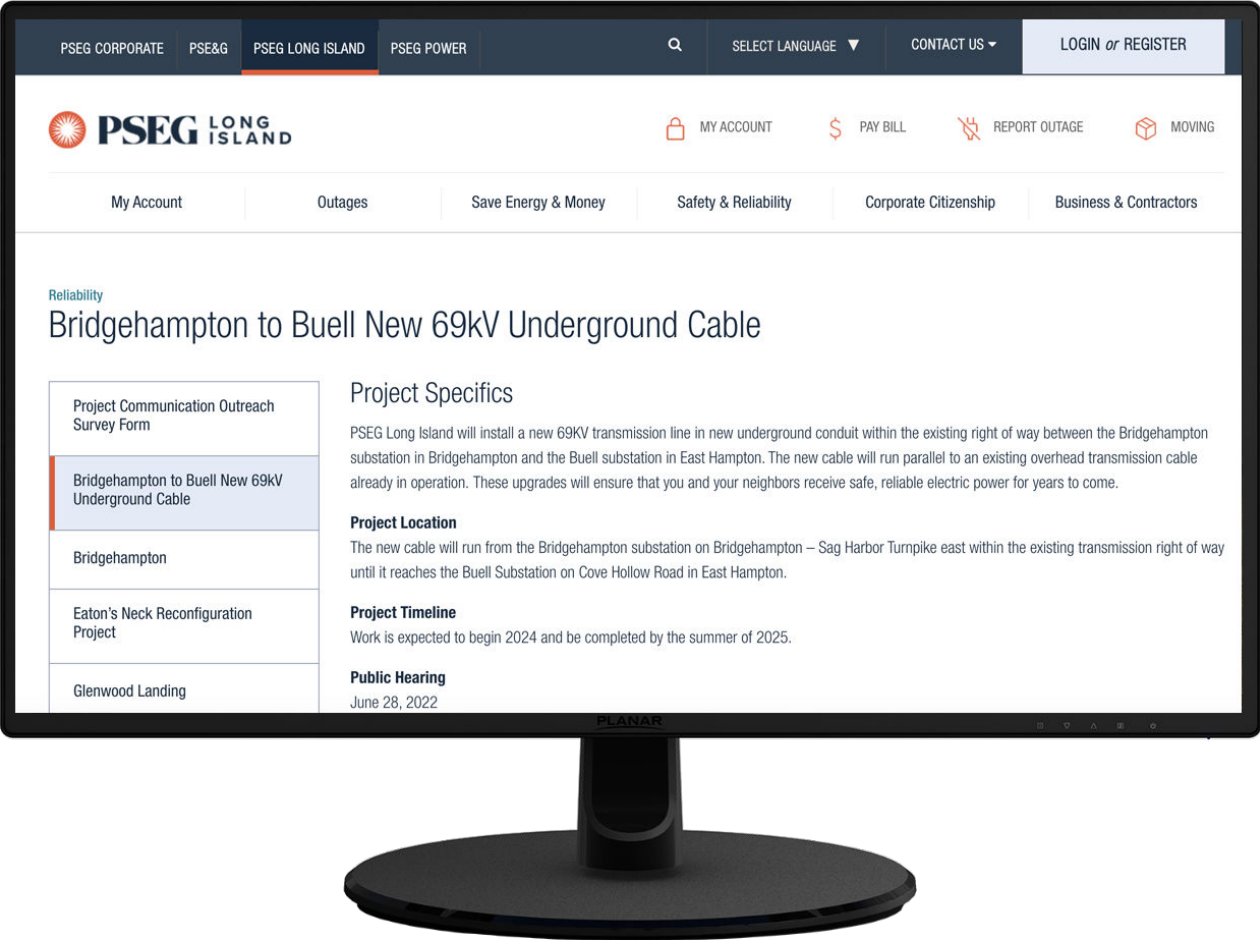 PSEG CORPORATE PSE&G PSEG LONG ISLAND PSEG POWER SELECT LANGUAGE ▼ CONTACT US LOGIN or REGISTER
PSEG LONG ISLAND
MY ACCOUNT PAY BILL REPORT OUTAGE MOVING
My Account Outages Save Energy & Money Safety & Reliability Corporate Citizenship Business & Contractors
Reliability
Bridgehampton to Buell New 69kV Underground Cable
Project Communication Outreach
Survey Form
Bridgehampton to Buell New 69kV
Underground Cable
Bridgehampton
Eaton's Neck Reconfiguration
Project
Glenwood Landing
Project Specifics
PSEG Long Island will install a new 69KV transmission line in new underground conduit within the existing right of way between the Bridgehampton
substation in Bridgehampton and the Buell substation in East Hampton. The new cable will run parallel to an existing overhead transmission cable
already in operation. These upgrades will ensure that you and your neighbors receive safe, reliable electric power for years to come.
Project Location
The new cable will run from the Bridgehampton substation on Bridgehampton – Sag Harbor Turnpike east within the existing transmission right of way
until it reaches the Buell Substation on Cove Hollow Road in East Hampton.
Project Timeline
Work is expected to begin 2024 and be completed by the summer of 2025.
Public Hearing
June 28, 2022
PLANAR